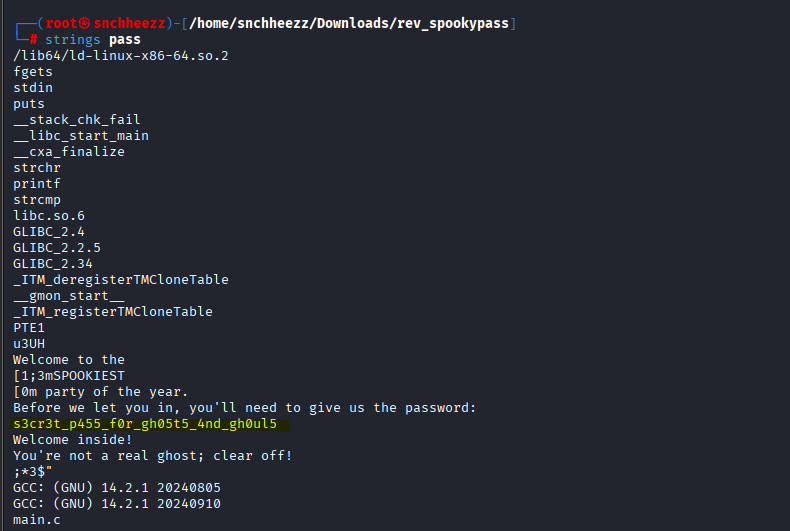 ┌──(root㉿snchheezz)-[/home/snchheezz/Downloads/rev_spookypass]
└─# strings pass
/lib64/ld-linux-x86-64.so.2
fgets
stdin
puts
__stack_chk_fail
__libc_start_main
__cxa_finalize
strchr
printf
strcmp
libc.so.6
GLIBC_2.4
GLIBC_2.2.5
GLIBC_2.34
_ITM_deregisterTMCloneTable
__gmon_start__
_ITM_registerTMCloneTable
PTE1
u3UH
Welcome to the
[1;3mSPOOKIEST
[0m party of the year.
Before we let you in, you'll need to give us the password:
s3cr3t_p455_f0r_gh05t5_4nd_gh0ul5
Welcome inside!
You're not a real ghost; clear off!
;*3$"
GCC: (GNU) 14.2.1 20240805
GCC: (GNU) 14.2.1 20240910
main.c